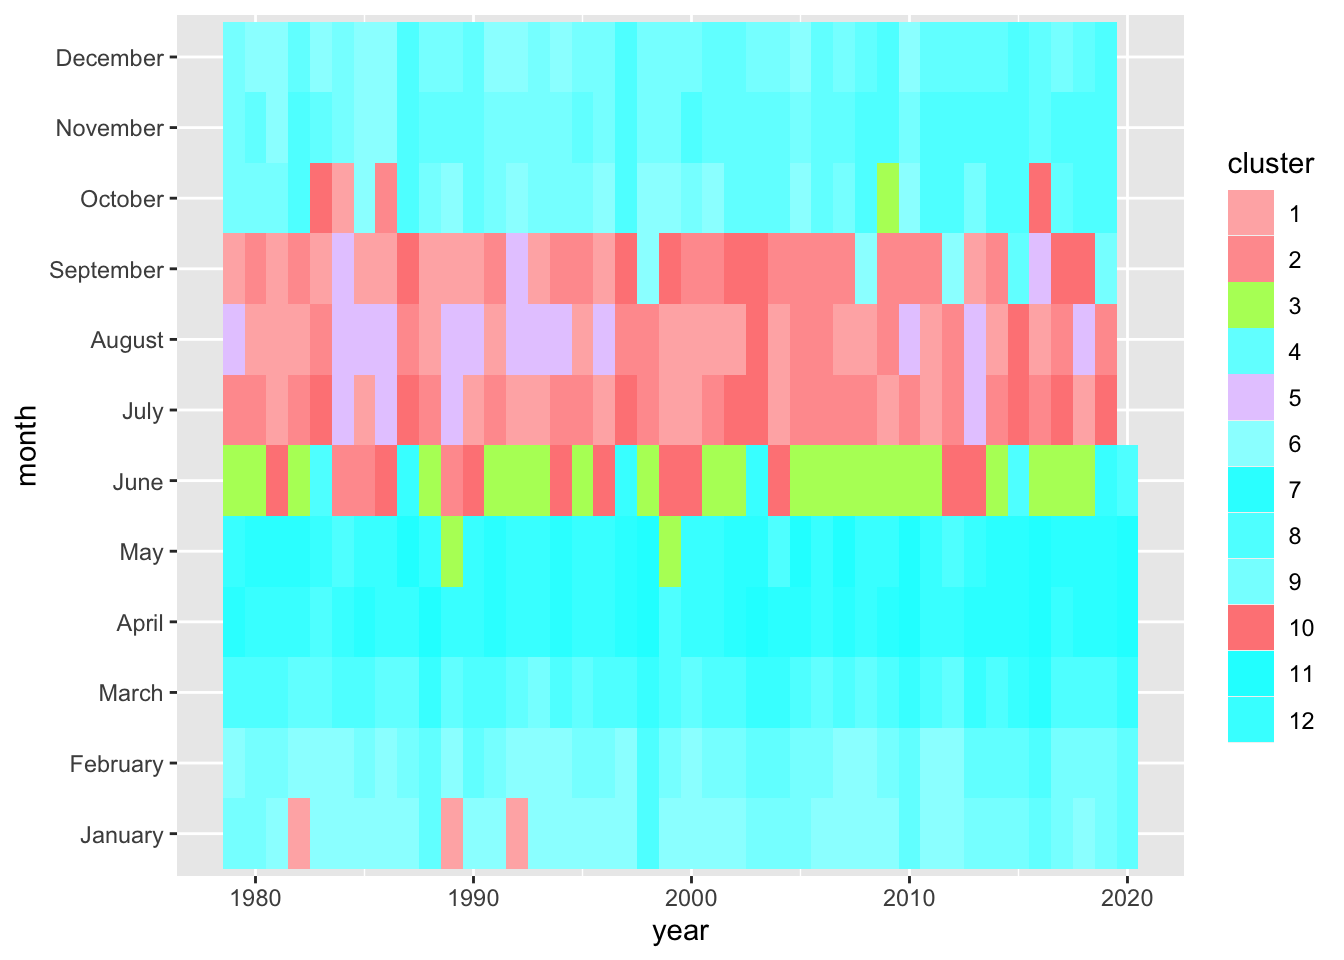 December
November
October
September
August
July
June
May
April
March
February
January
month
1980
1990
2000
2010
2020
year
cluster
1
2
3
4
5
6
7
8
9
10
11
12